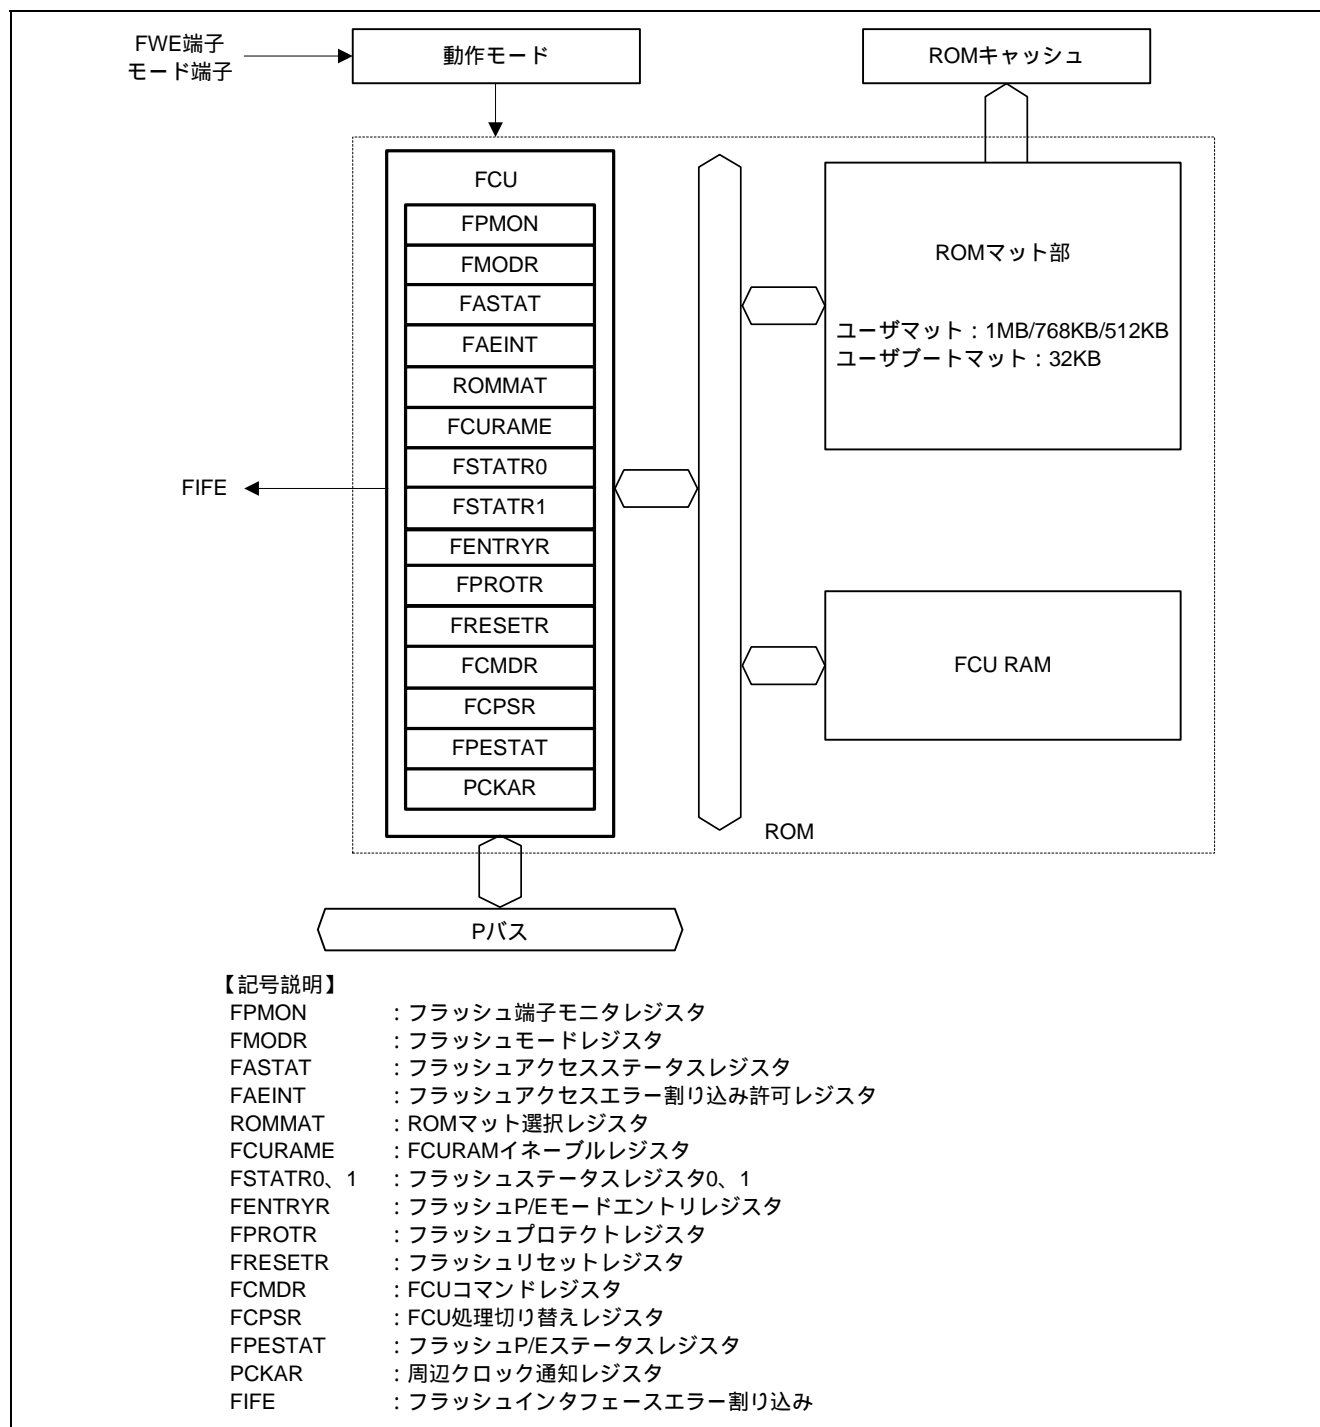 FWE端子
モード端子
動作モード
ROMキャッシュ
FCU
FPMON
FMODR
FASTAT
FAEINT
ROMMAT
FCURAME
FSTATR0
FSTATR1
FENTRYR
FPROTR
FRESETR
FCMDR
FCPSR
FPESTAT
PCKAR
FIFE
ROMマット部
ユーザマット：1MB/768KB/512KB
ユーザブートマット：32KB
FCU RAM
ROM
Pバス
【記号説明】
FPMON ：フラッシュ端子モニタレジスタ
FMODR ：フラッシュモードレジスタ
FASTAT ：フラッシュアクセスステータスレジスタ
FAEINT ：フラッシュアクセスエラー割り込み許可レジスタ
ROMMAT ：ROMマット選択レジスタ
FCURAME ：FCURAMイネーブルレジスタ
FSTATR0、1 ：フラッシュステータスレジスタ0、1
FENTRYR ：フラッシュP/Eモードエントリレジスタ
FPROTR ：フラッシュプロテクトレジスタ
FRESETR ：フラッシュリセットレジスタ
FCMDR ：FCUコマンドレジスタ
FCPSR ：FCU処理切り替えレジスタ
FPESTAT ：フラッシュP/Eステータスレジスタ
PCKAR ：周辺クロック通知レジスタ
FIFE ：フラッシュインタフェースエラー割り込み